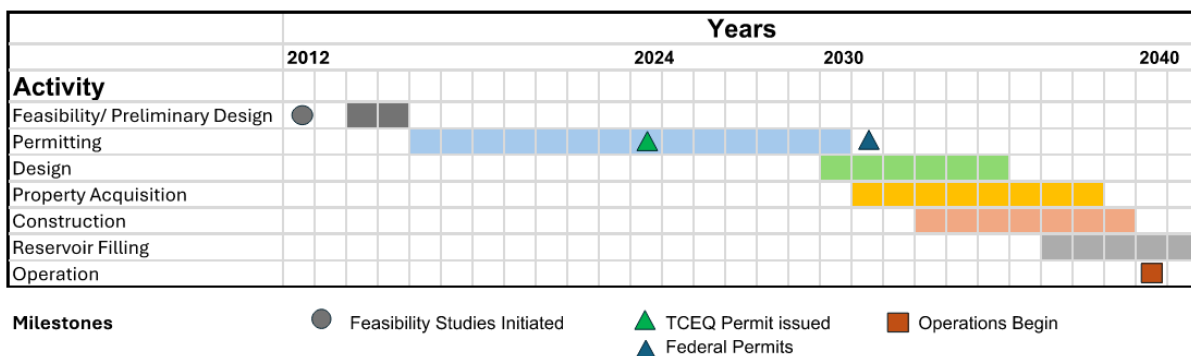 Years
2012 2024 2030 2040
Activity
Feasibility/ Preliminary Design
Permitting
Design
Property Acquisition
Construction
Reservoir Filling
Operation
Milestones Feasibility Studies Initiated TCEQ Permit issued Operations Begin
Federal Permits